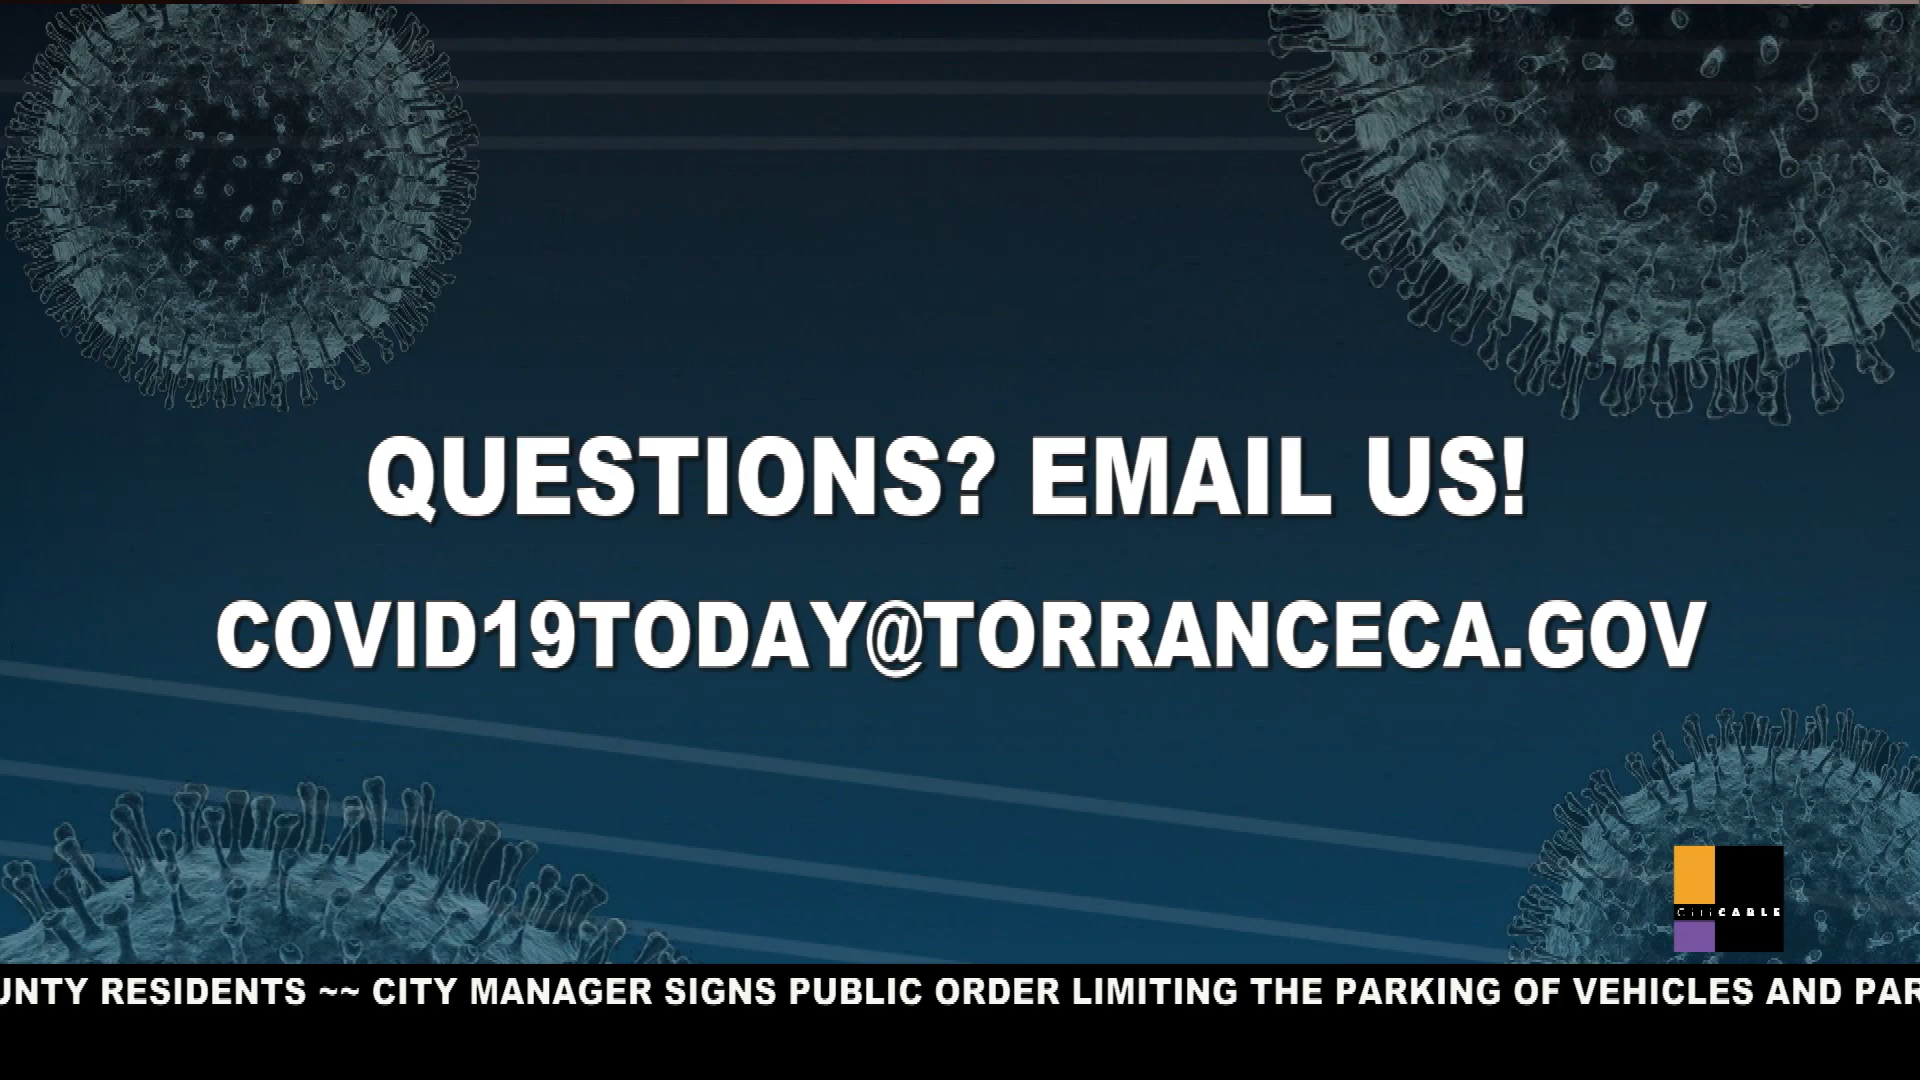 QUESTIONS? EMAIL US!
COVID19TODAY@TORRANCECA.GOV
CITICABLE
UNTY RESIDENTS ~~ CITY MANAGER SIGNS PUBLIC ORDER LIMITING THE PARKING OF VEHICLES AND PAR